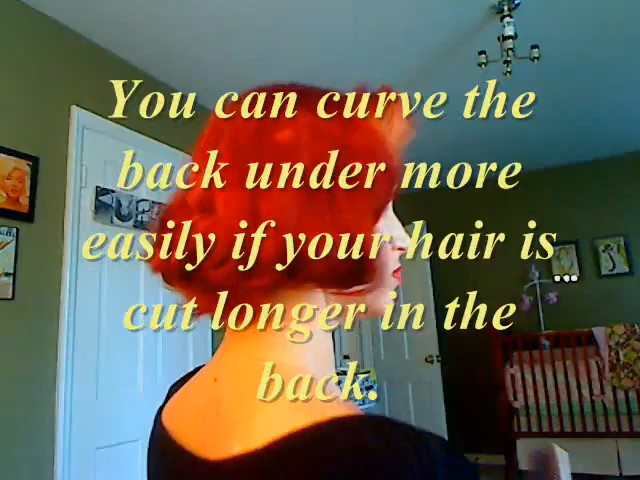 You can curve the
back under more
easily if your hair is
cut longer in the
back.
...